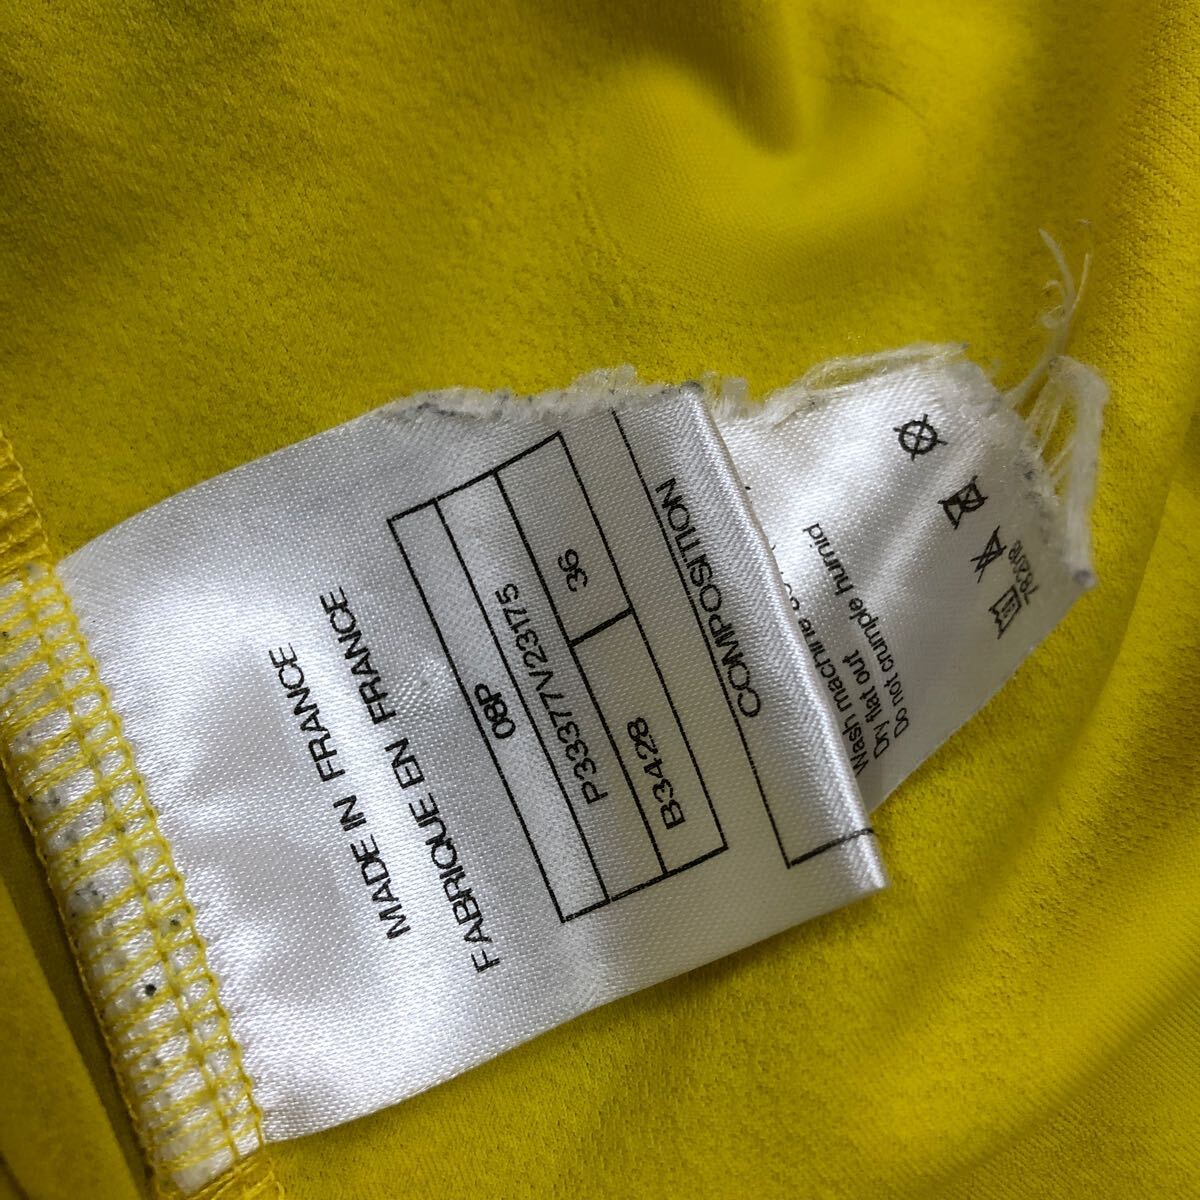 MADE IN FRANCE
FABRIQUE EN FRANCE
08P
P33377V23175
B3428 36
COMPOSITION
Wash machine
Dry flat out
Do not crumple humid